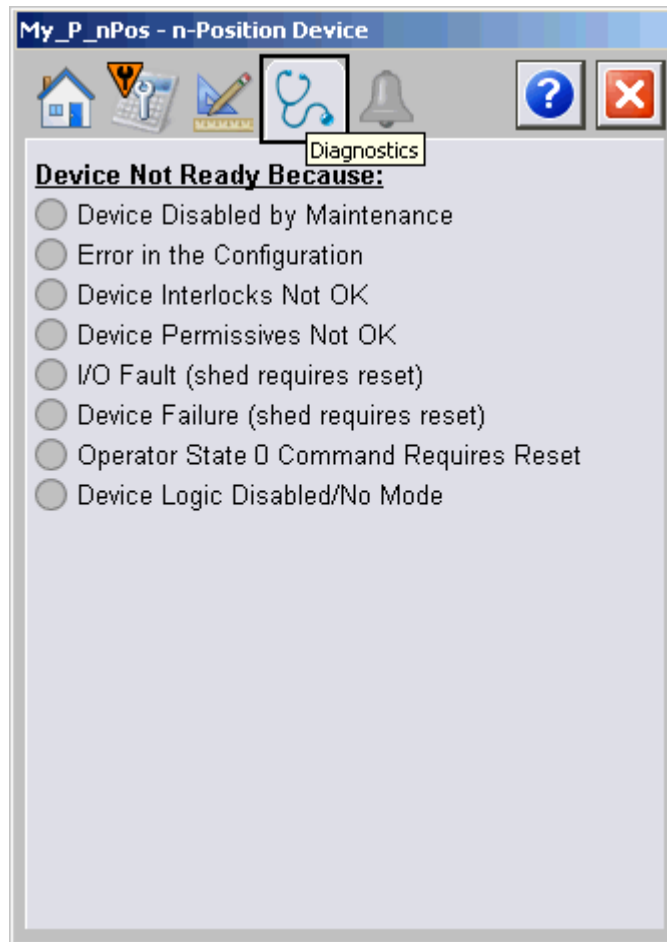 My_P_nPos - n-Position Device
Diagnostics
Device Not Ready Because:
Device Disabled by Maintenance
Error in the Configuration
Device Interlocks Not OK
Device Permissives Not OK
I/O Fault (shed requires reset)
Device Failure (shed requires reset)
Operator State 0 Command Requires Reset
Device Logic Disabled/No Mode